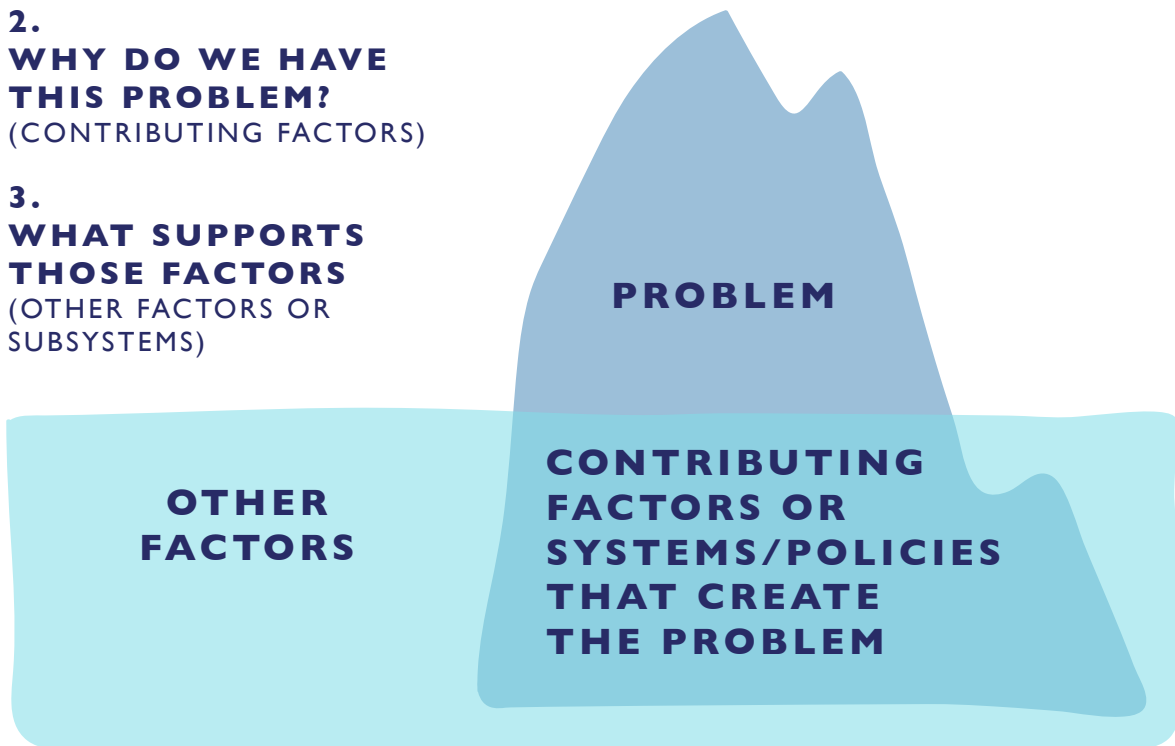 2.
WHY DO WE HAVE
THIS PROBLEM?
(CONTRIBUTING FACTORS)
3.
WHAT SUPPORTS
THOSE FACTORS
(OTHER FACTORS OR
SUBSYSTEMS)
PROBLEM
OTHER
FACTORS
CONTRIBUTING
FACTORS OR
SYSTEMS/POLICIES
THAT CREATE
THE PROBLEM